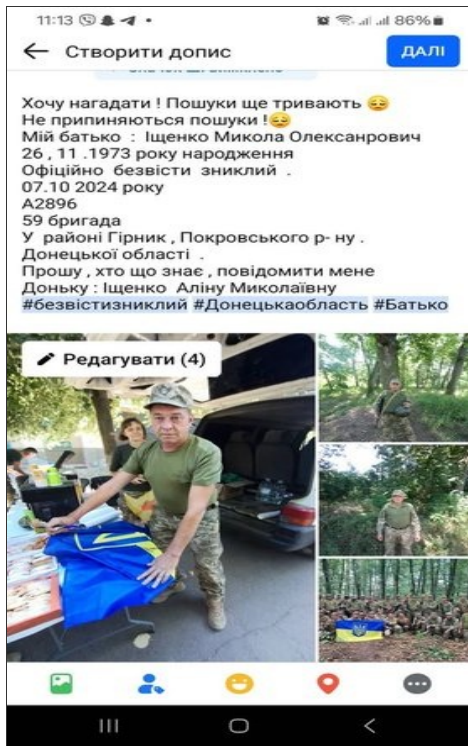 11:13
86%
Створити допис
ДАЛІ
Хочу нагадати ! Пошуки ще тривають 😔
Не припиняються пошуки !😔
Мій батько : Іщенко Микола Олексанрович
26 , 11 .1973 року народження
Офіційно безвісти зниклий .
07.10 2024 року
А2896
59 бригада
У районі Гірник , Покровського р- ну .
Донецької області .
Прошу , хто що знає , повідомити мене
Доньку : Іщенко Аліну Миколаївну
#безвістизниклий #Донецькаобласть #Батько
Редагувати (4)